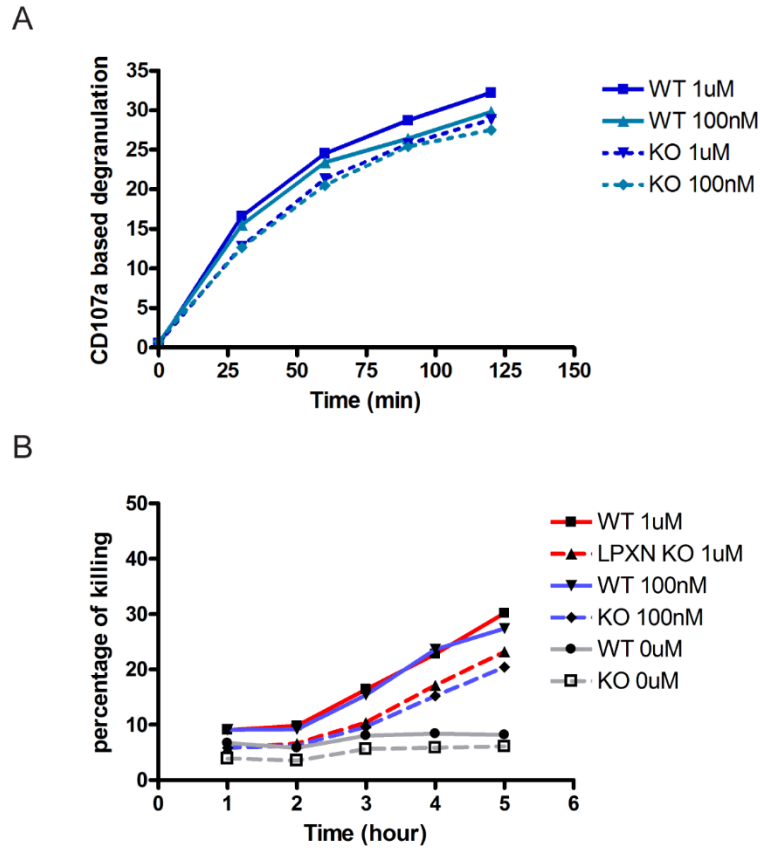 A
CD107a based degranulation
35
30
25
20
15
10
5
0
0 25 50 75 100 125 150
Time (min)
WT 1uM
WT 100nM
KO 1uM
KO 100nM
B
percentage of killing
50
40
30
20
10
0
0 1 2 3 4 5 6
Time (hour)
WT 1uM
LPXN KO 1uM
WT 100nM
KO 100nM
WT 0uM
KO 0uM